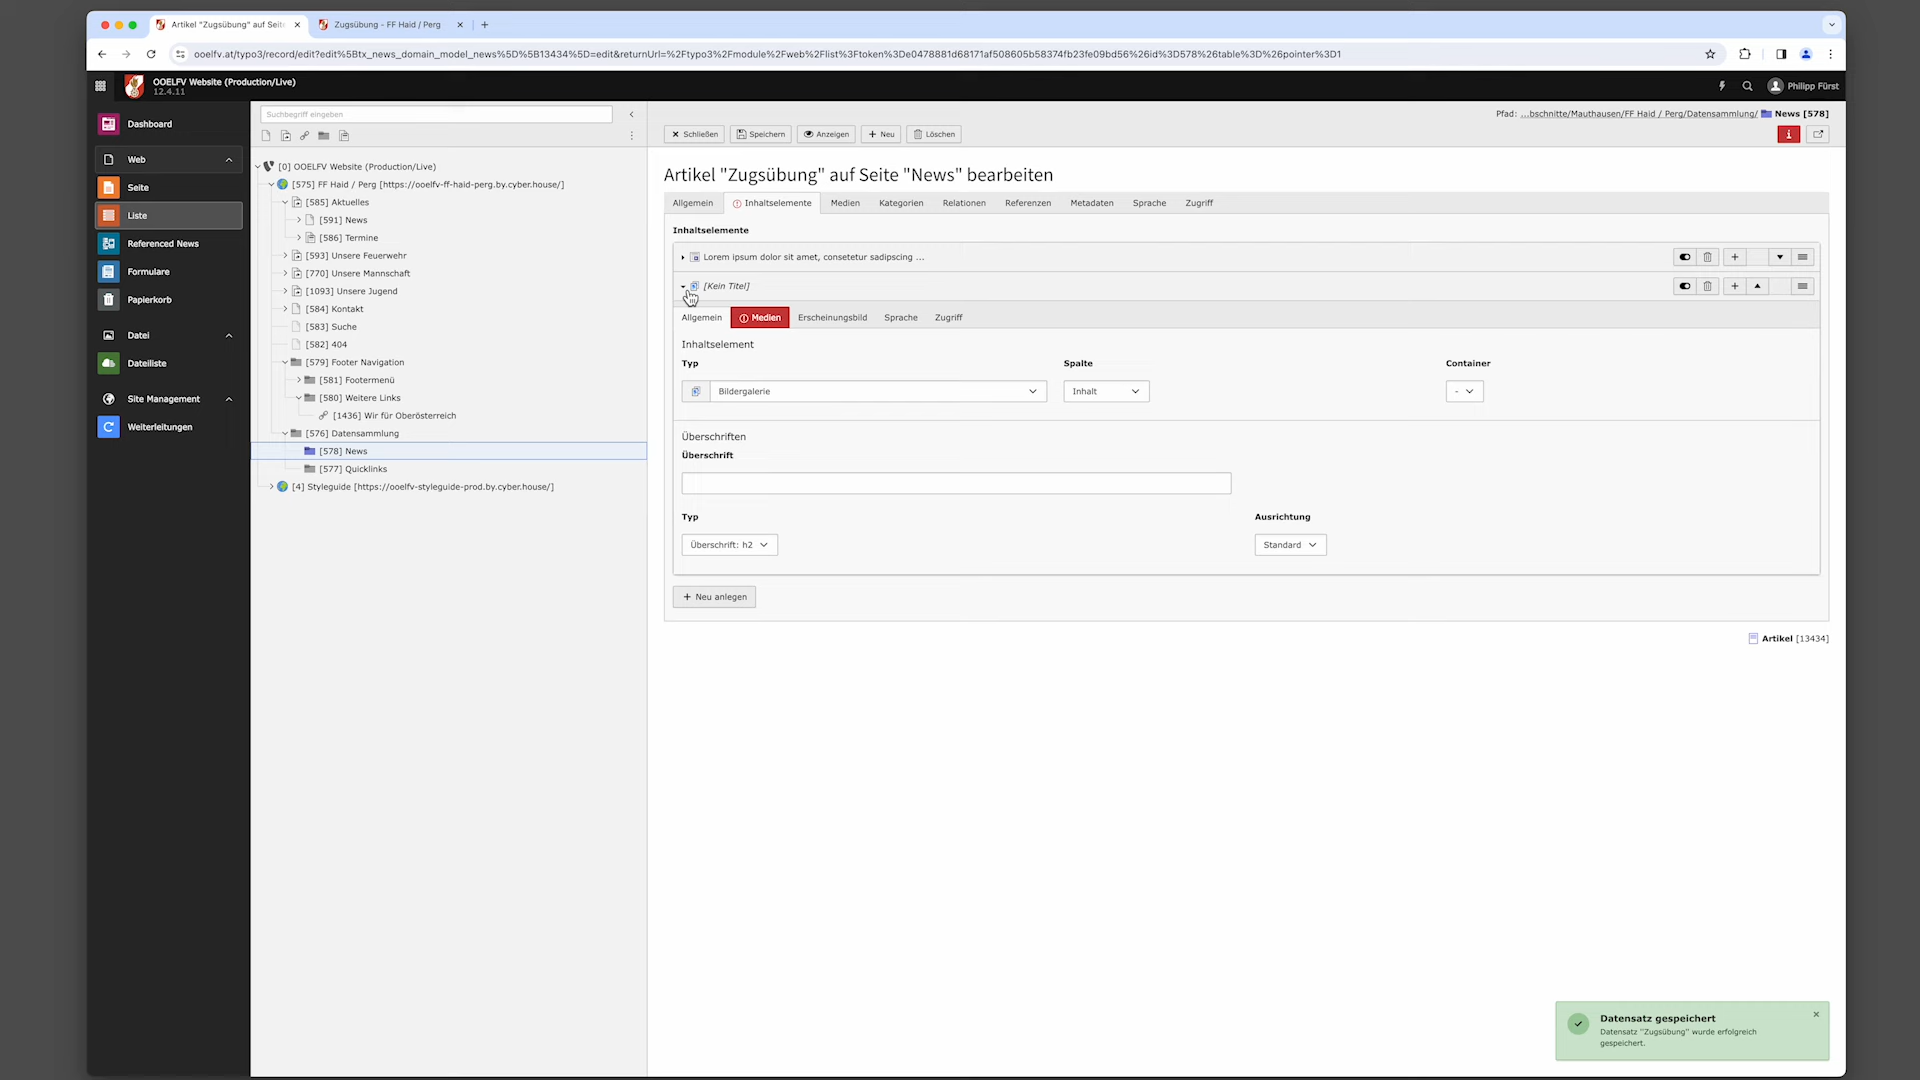 Artikel "Zugsübung" auf Seit
Zugsübung - FF Haid / Perg
ooelfv.at/typo3/record/edit?edit%5Btx_news_domain_model_news%5D%5B13434%5D=edit&returnUrl=%2Ftypo3%2Fmodule%2Fweb%2Flist%3Ftoken%3De0478881d68171af508605b58374fb23fe09bd56%26id%3D578%26table%3D%26pointer%3D1
OOELFV Website (Production/Live)
12.4.11
Philipp Fürst
Dashboard
Web
Seite
Liste
Referenced News
Formulare
Papierkorb
Datei
Dateiliste
Site Management
Weiterleitungen
Suchbegriff eingeben
[0] OOELFV Website (Production/Live)
[575] FF Haid / Perg [https://ooelfv-ff-haid-perg.by.cyber.house/]
[585] Aktuelles
[591] News
[586] Termine
[593] Unsere Feuerwehr
[770] Unsere Mannschaft
[1093] Unsere Jugend
[584] Kontakt
[583] Suche
[582] 404
[579] Footer Navigation
[581] Footermenü
[580] Weitere Links
[1436] Wir für Oberösterreich
[576] Datensammlung
[578] News
[577] Quicklinks
[4] Styleguide [https://ooelfv-styleguide-prod.by.cyber.house/]
Pfad: ...bschnitte/Mauthausen/FF Haid / Perg/Datensammlung/ News [578]
Schließen Speichern Anzeigen Neu Löschen
Artikel "Zugsübung" auf Seite "News" bearbeiten
Allgemein Inhaltselemente Medien Kategorien Relationen Referenzen Metadaten Sprache Zugriff
Inhaltselemente
Lorem ipsum dolor sit amet, consetetur sadipscing ...
[Kein Titel]
Allgemein Medien Erscheinungsbild Sprache Zugriff
Inhaltselement
Typ Spalte Container
Bildergalerie Inhalt -
Überschriften
Überschrift
Typ Ausrichtung
Überschrift: h2 Standard
+ Neu anlegen
Artikel [13434]
Datensatz gespeichert
Datensatz "Zugsübung" wurde erfolgreich
gespeichert.